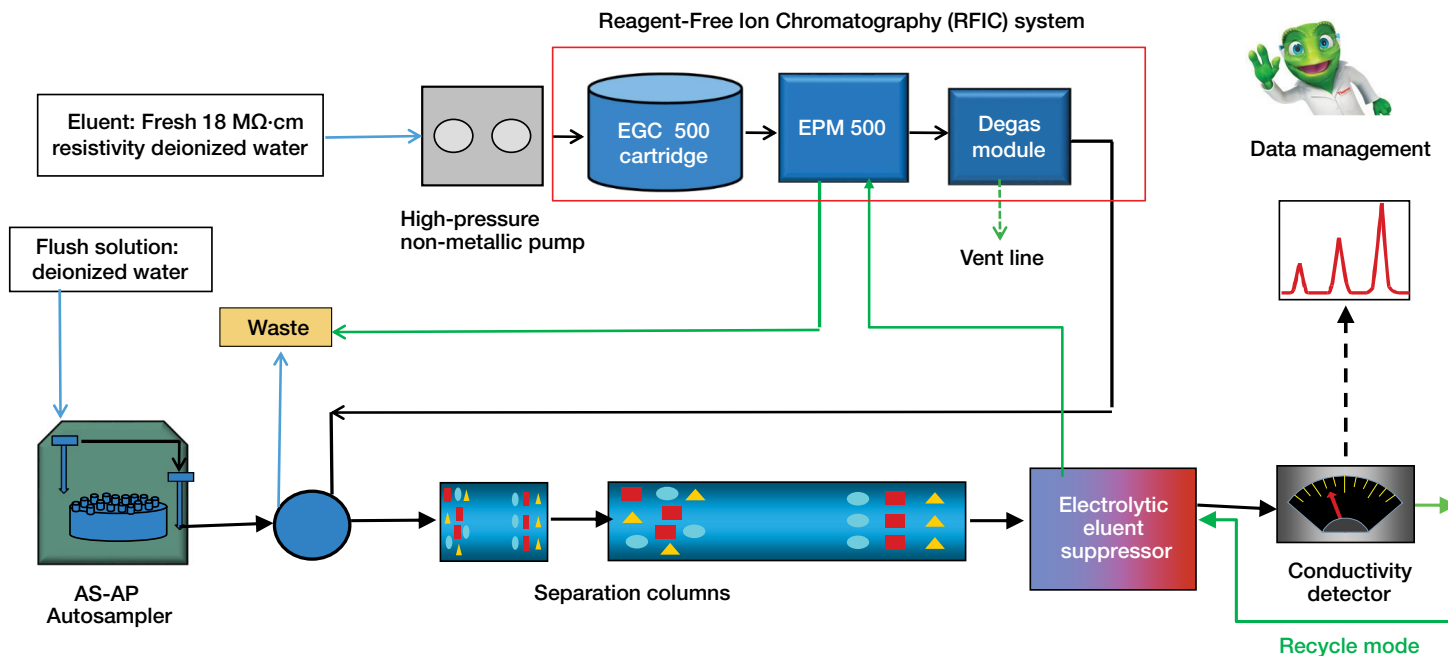 Reagent-Free Ion Chromatography (RFIC) system
Eluent: Fresh 18 MΩ·cm
resistivity deionized water
EGC 500
cartridge
EPM 500
Degas
module
Data management
High-pressure
non-metallic pump
Vent line
Flush solution:
deionized water
Waste
Electrolytic
eluent
suppressor
AS-AP
Autosampler
Separation columns
Conductivity
detector
Recycle mode